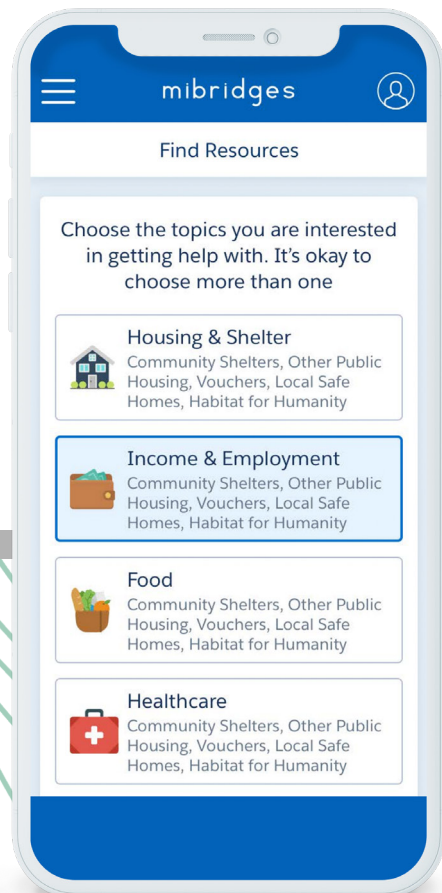 mibridges
Find Resources
Choose the topics you are interested
in getting help with. It's okay to
choose more than one
Housing & Shelter
Community Shelters, Other Public
Housing, Vouchers, Local Safe
Homes, Habitat for Humanity
Income & Employment
Community Shelters, Other Public
Housing, Vouchers, Local Safe
Homes, Habitat for Humanity
Food
Community Shelters, Other Public
Housing, Vouchers, Local Safe
Homes, Habitat for Humanity
Healthcare
Community Shelters, Other Public
Housing, Vouchers, Local Safe
Homes, Habitat for Humanity